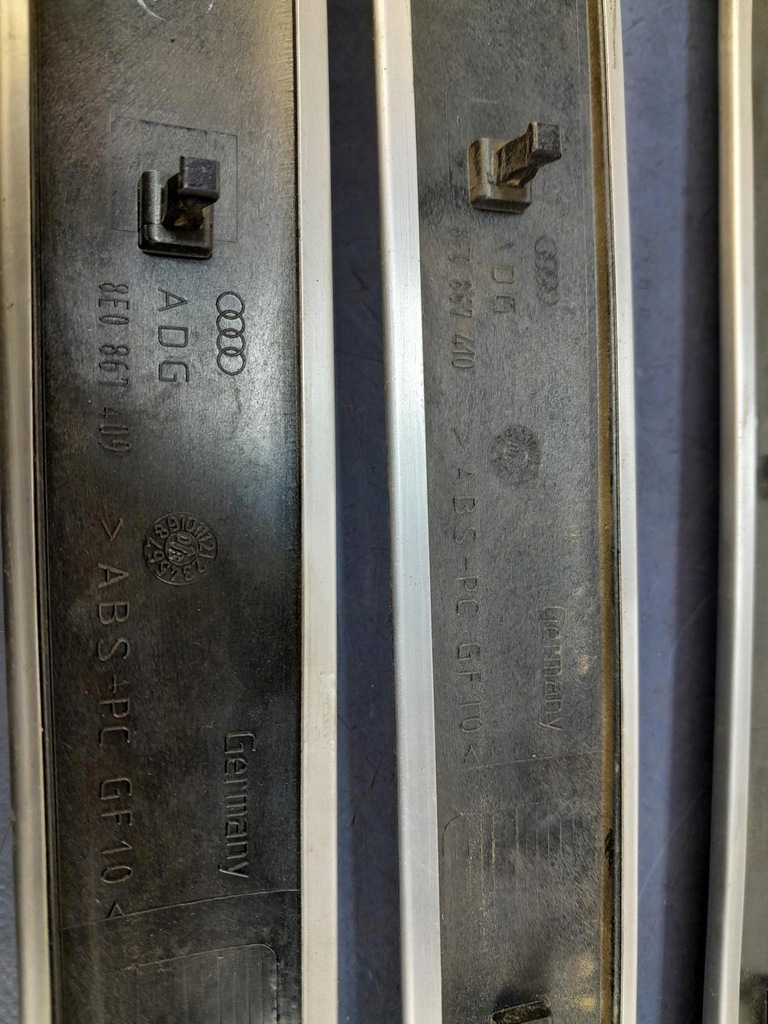 ADG
8E0 867 409
>ABS+PC GF10<
Germany
ADG
8E0 867 410
>ABS+PC GF10<
Germany